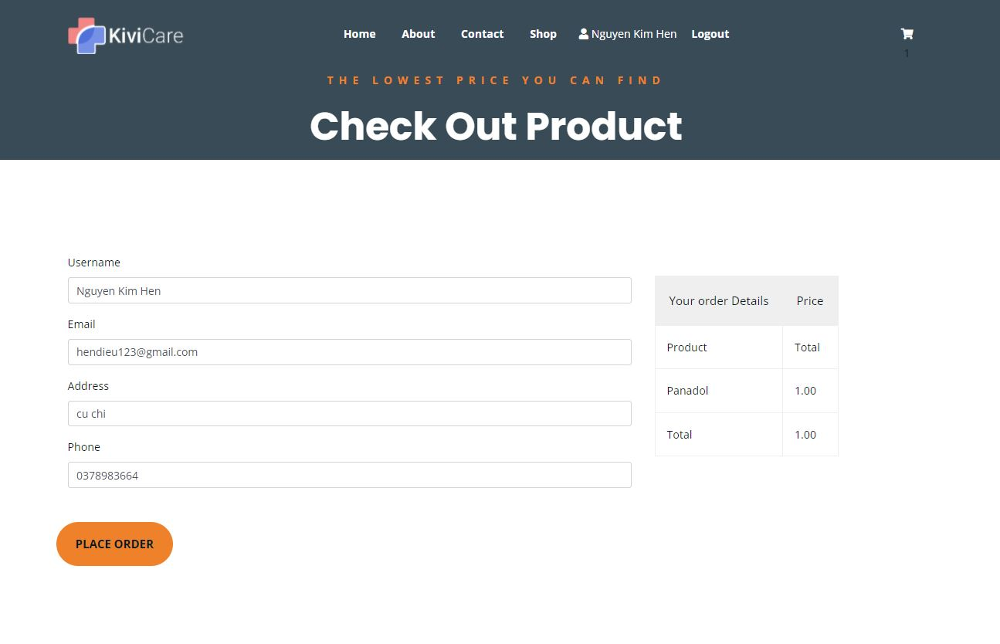 KiviCare
Home About Contact Shop Nguyen Kim Hen Logout
1
THE LOWEST PRICE YOU CAN FIND
Check Out Product
Username
Nguyen Kim Hen
Email
hendieu123@gmail.com
Address
cu chi
Phone
0378983664
PLACE ORDER
Your order Details Price
Product Total
Panadol 1.00
Total 1.00